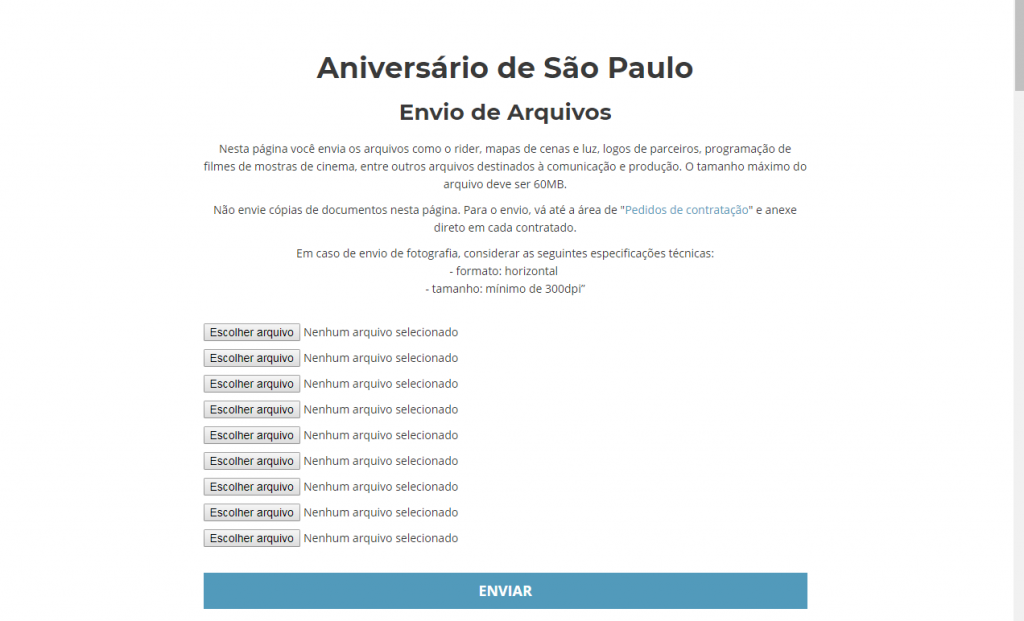 Aniversário de São Paulo
Envio de Arquivos
Nesta página você envia os arquivos como o rider, mapas de cenas e luz, logos de parceiros, programação de
filmes de mostras de cinema, entre outros arquivos destinados à comunicação e produção. O tamanho máximo do
arquivo deve ser 60MB.
Não envie cópias de documentos nesta página. Para o envio, vá até a área de "Pedidos de contratação" e anexe
direto em cada contratado.
Em caso de envio de fotografia, considerar as seguintes especificações técnicas:
- formato: horizontal
- tamanho: mínimo de 300dpi"
Escolher arquivo Nenhum arquivo selecionado
Escolher arquivo Nenhum arquivo selecionado
Escolher arquivo Nenhum arquivo selecionado
Escolher arquivo Nenhum arquivo selecionado
Escolher arquivo Nenhum arquivo selecionado
Escolher arquivo Nenhum arquivo selecionado
Escolher arquivo Nenhum arquivo selecionado
Escolher arquivo Nenhum arquivo selecionado
Escolher arquivo Nenhum arquivo selecionado
ENVIAR